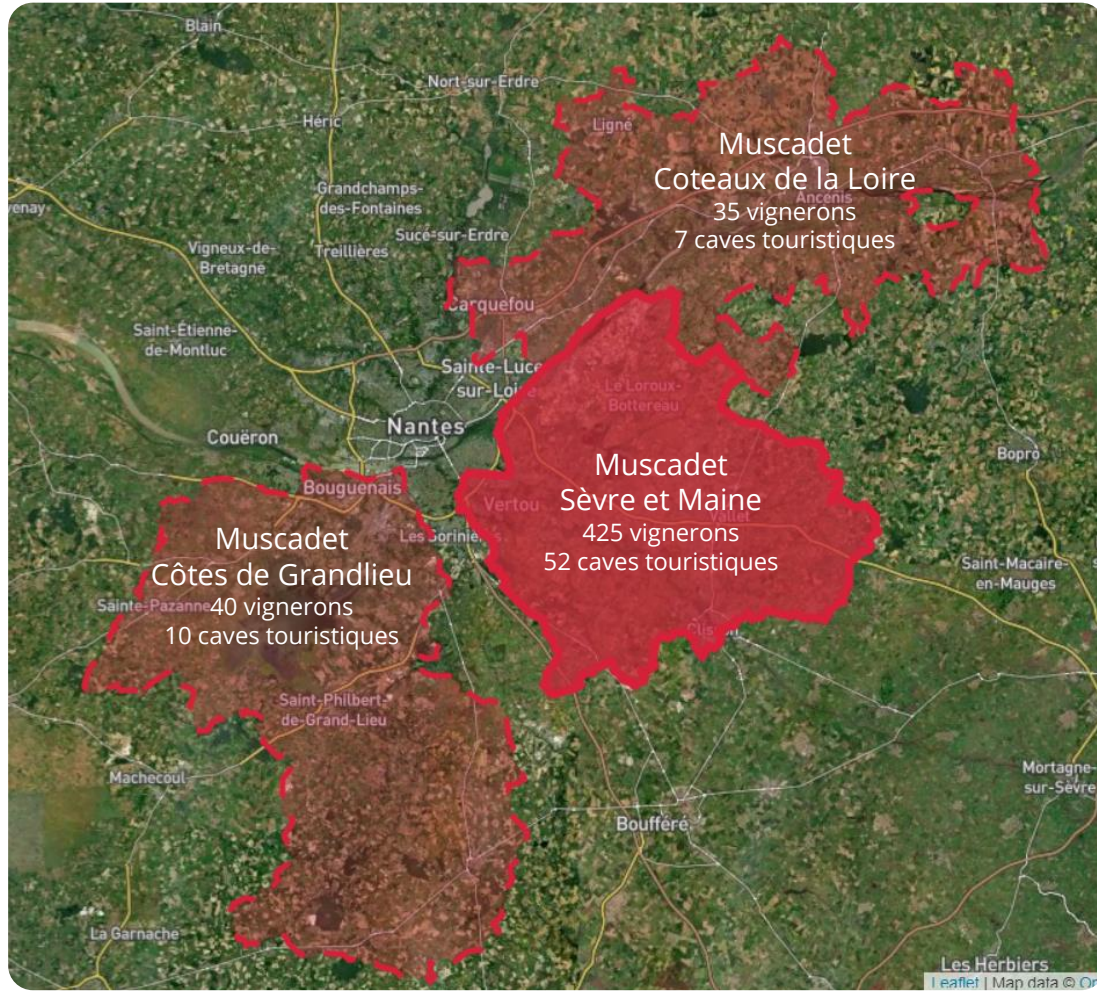 Blain
Nort-sur-Erdre
Héric
Ligné
Muscadet
Coteaux de la Loire
Ancenis
35 vignerons
7 caves touristiques
Grandchamps-
des-Fontaines
venay
Sucé-sur-Erdre
Treillières
Vigneux-de-
Bretagne
Carquefou
Saint-Étienne-
de-Montluc
Sainte-Luce
sur-Loire
Le Loroux-
Bottereau
Nantes
Couëron
Bopro
Muscadet
Sèvre et Maine
425 vignerons
52 caves touristiques
Vertou
Vallet
Bouguenais
Les Sorinières
Muscadet
Côtes de Grandlieu
40 vignerons
10 caves touristiques
Sainte-Pazanne
Saint-Macaire-
en-Mauges
Clisson
Saint-Philbert-
de-Grand-Lieu
Machecoul
Mortagne-
sur-Sèvre
Boufféré
La Garnache
Les Herbiers
Leaflet | Map data ©